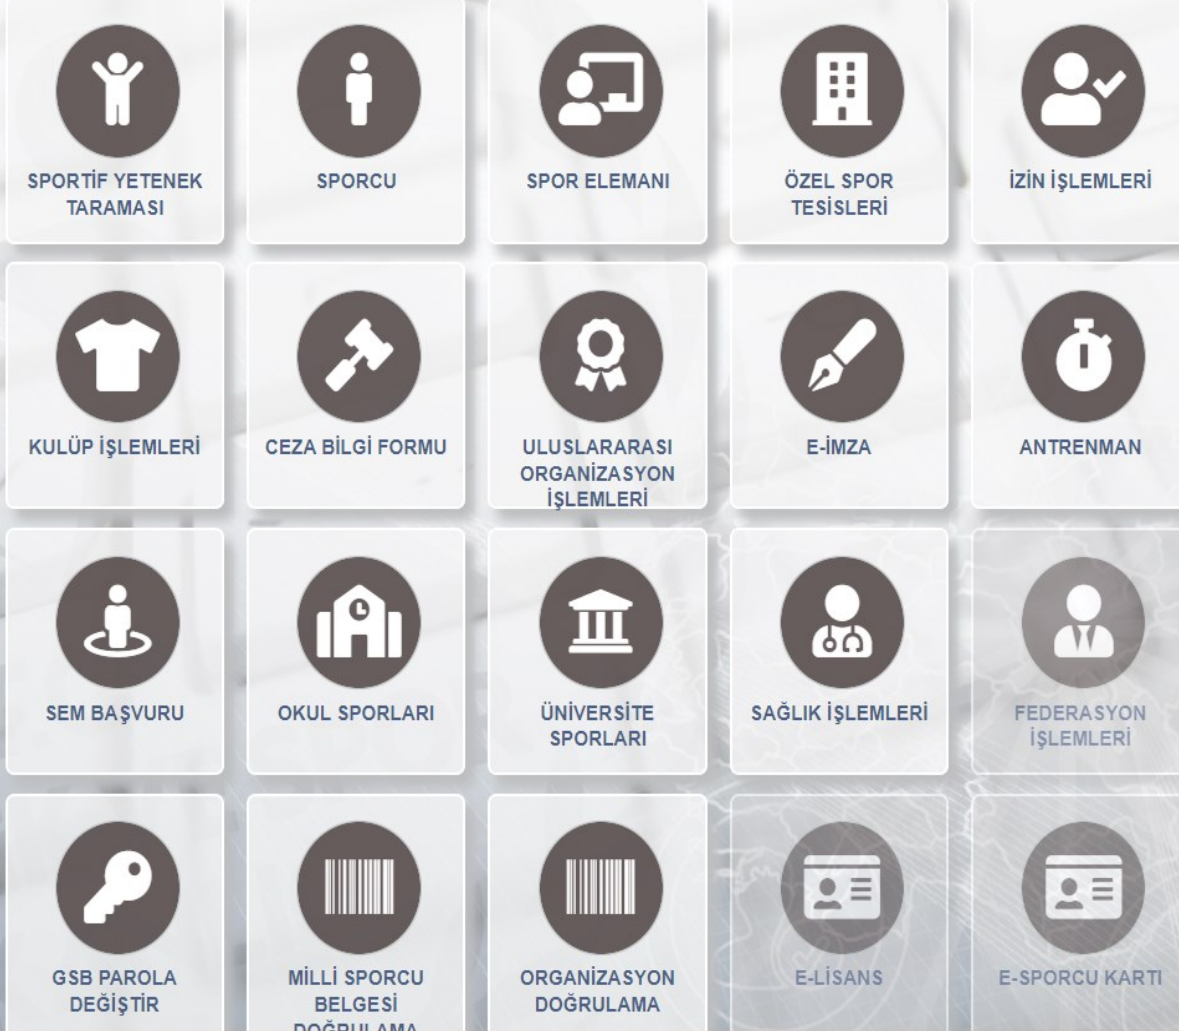 SPORTİF YETENEK
TARAMASI
SPORCU
SPOR ELEMANI
ÖZEL SPOR
TESİSLERİ
İZİN İŞLEMLERİ
KULÜP İŞLEMLERİ
CEZA BİLGİ FORMU
ULUSLARARASI
ORGANİZASYON
İŞLEMLERİ
E-İMZA
ANTRENMAN
SEM BAŞVURU
OKUL SPORLARI
ÜNİVERSİTE
SPORLARI
SAĞLIK İŞLEMLERİ
FEDERASYON
İŞLEMLERİ
GSB PAROLA
DEĞİŞTİR
MİLLİ SPORCU
BELGESİ
DOĞRULAMA
ORGANİZASYON
DOĞRULAMA
E-LİSANS
E-SPORCU KARTI